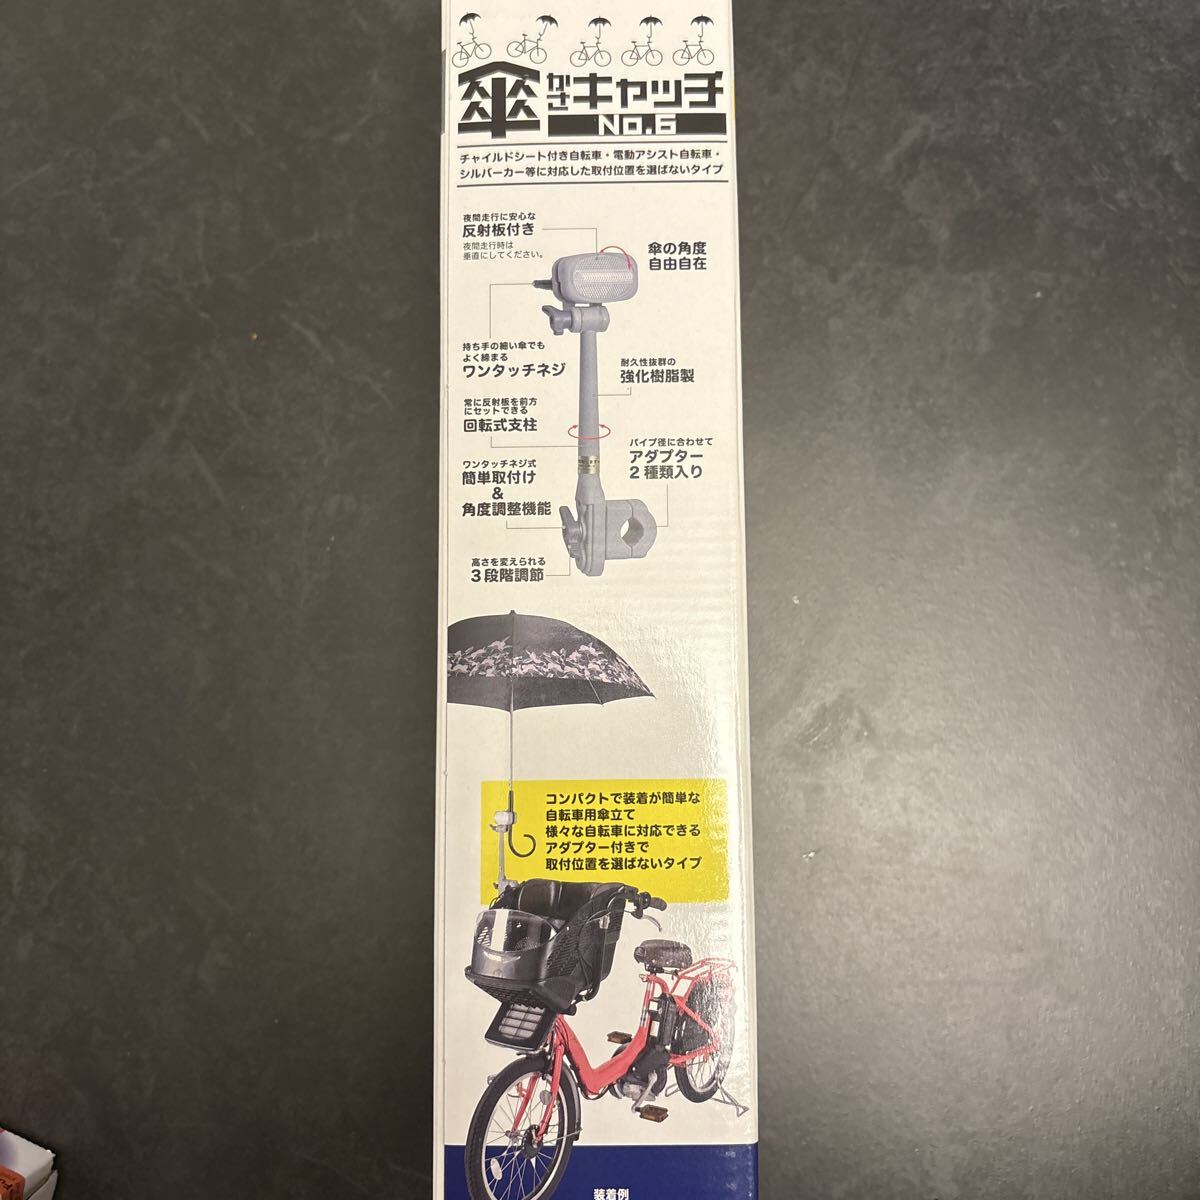 傘かさキャッチ
No.6
チャイルドシート付き自転車・電動アシスト自転車・
シルバーカー等に対応した取付位置を選ばないタイプ
夜間走行に安心な
反射板付き
夜間走行時は
垂直にしてください。
傘の角度
自由自在
持ち手の細い傘でも
よく締まる
ワンタッチネジ
耐久性抜群の
強化樹脂製
常に反射板を前方
にセットできる
回転式支柱
パイプ径に合わせて
アダプター
2種類入り
ワンタッチネジ式
簡単取付け
&
角度調整機能
高さを変えられる
3段階調節
コンパクトで装着が簡単な
自転車用傘立て
様々な自転車に対応できる
アダプター付きで
取付位置を選ばないタイプ
装着例